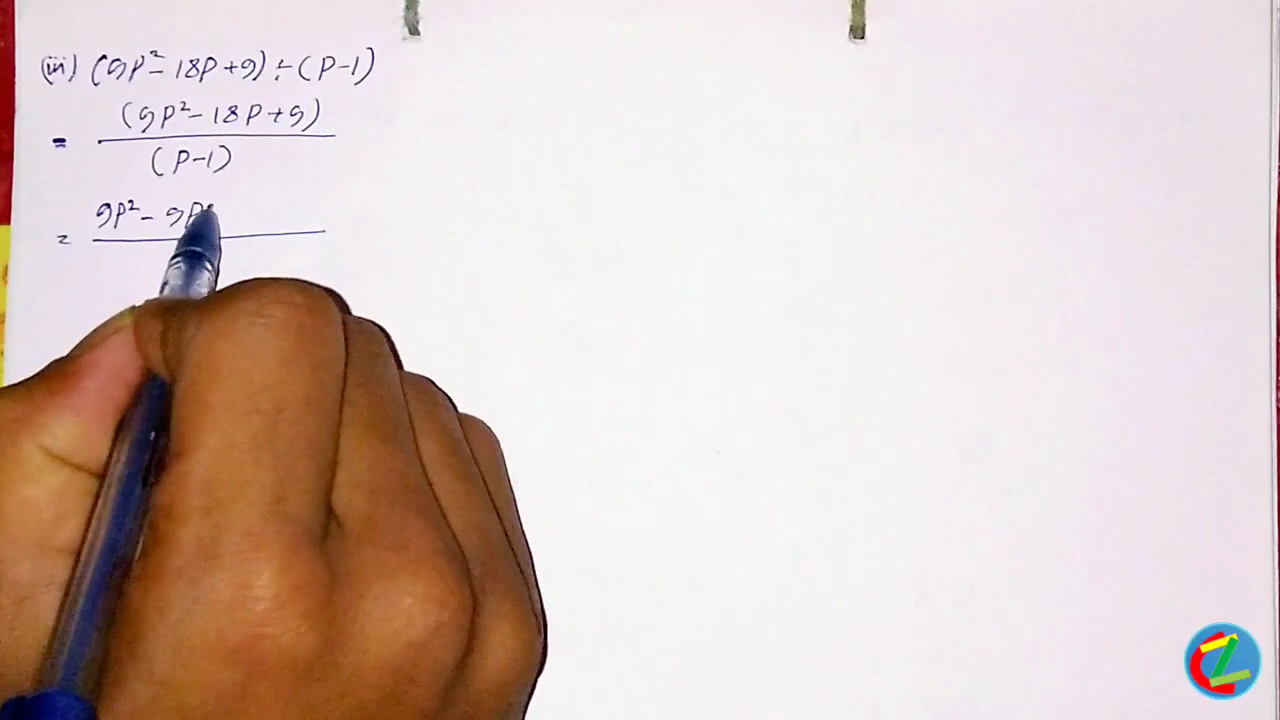 (iii) (9P² - 18P + 9) ÷ (P - 1)
= (9P² - 18P + 9)
(P - 1)
= 9P² - 9P